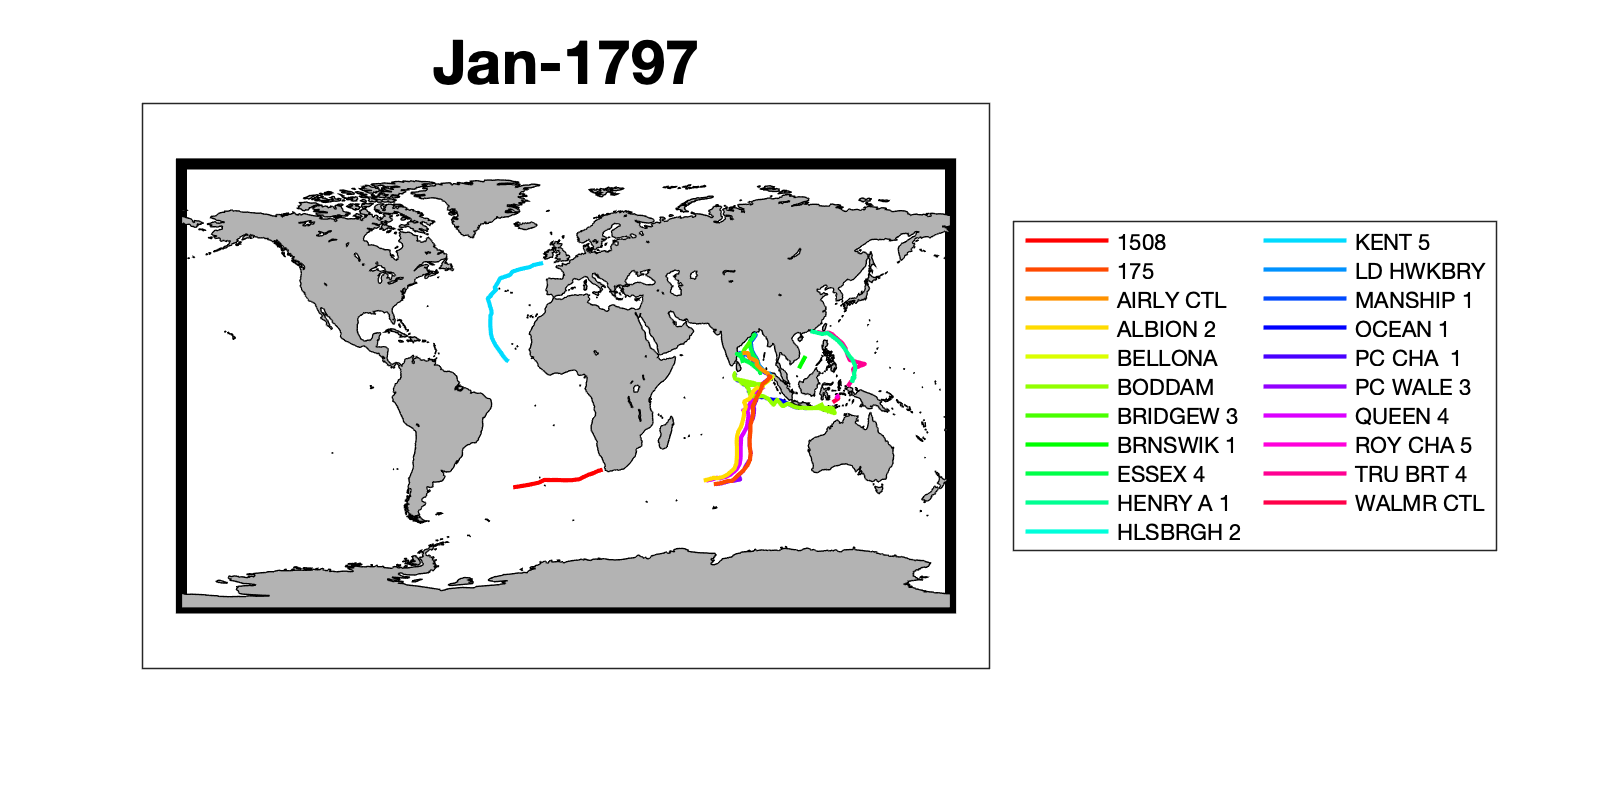 Jan-1797
1508
175
AIRLY CTL
ALBION 2
BELLONA
BODDAM
BRIDGEW 3
BRNSWIK 1
ESSEX 4
HENRY A 1
HLSBRGH 2
KENT 5
LD HWKBRY
MANSHIP 1
OCEAN 1
PC CHA  1
PC WALE 3
QUEEN 4
ROY CHA 5
TRU BRT 4
WALMR CTL